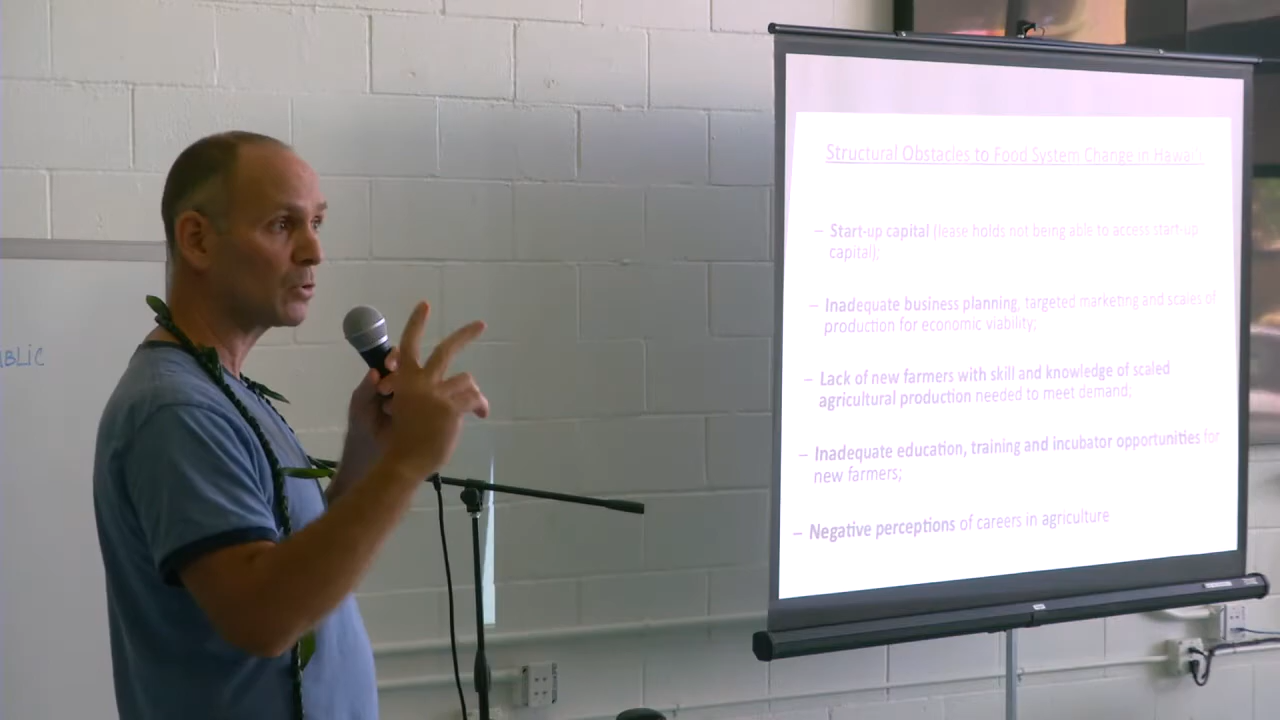 Structural Obstacles to Food System Change in Hawai'i
– Start-up capital (lease holds not being able to access start-up
capital);
– Inadequate business planning, targeted marketing and scales of
production for economic viability;
– Lack of new farmers with skill and knowledge of scaled
agricultural production needed to meet demand;
– Inadequate education, training and incubator opportunities for
new farmers;
– Negative perceptions of careers in agriculture